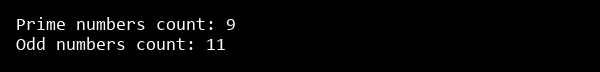 Prime numbers count: 9
Odd numbers count: 11